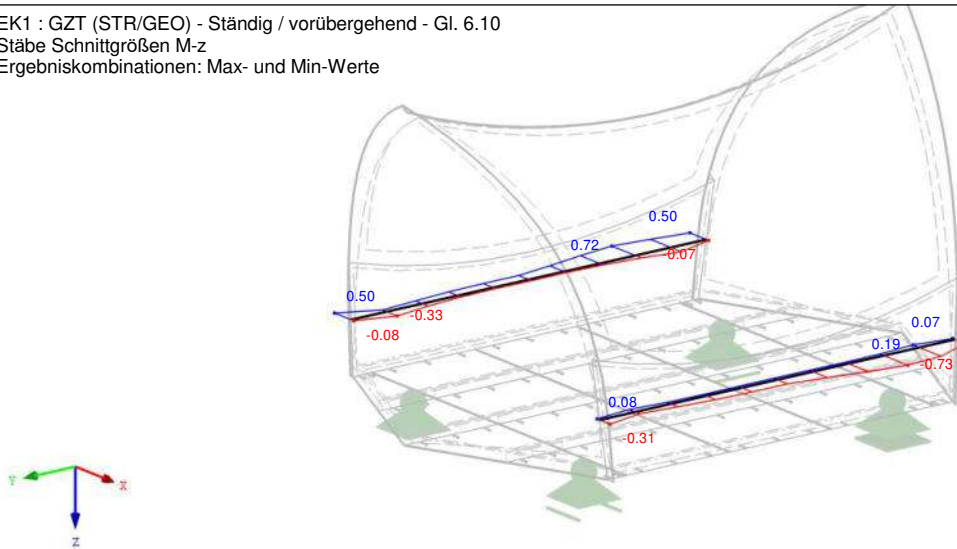 EK1 : GZT (STR/GEO) - Ständig / vorübergehend - Gl. 6.10
Stäbe Schnittgrößen M-z
Ergebniskombinationen: Max- und Min-Werte
0.50
0.72
-0.07
0.50
-0.33
-0.08
0.07
0.19
-0.73
0.08
-0.31
Y
X
Z